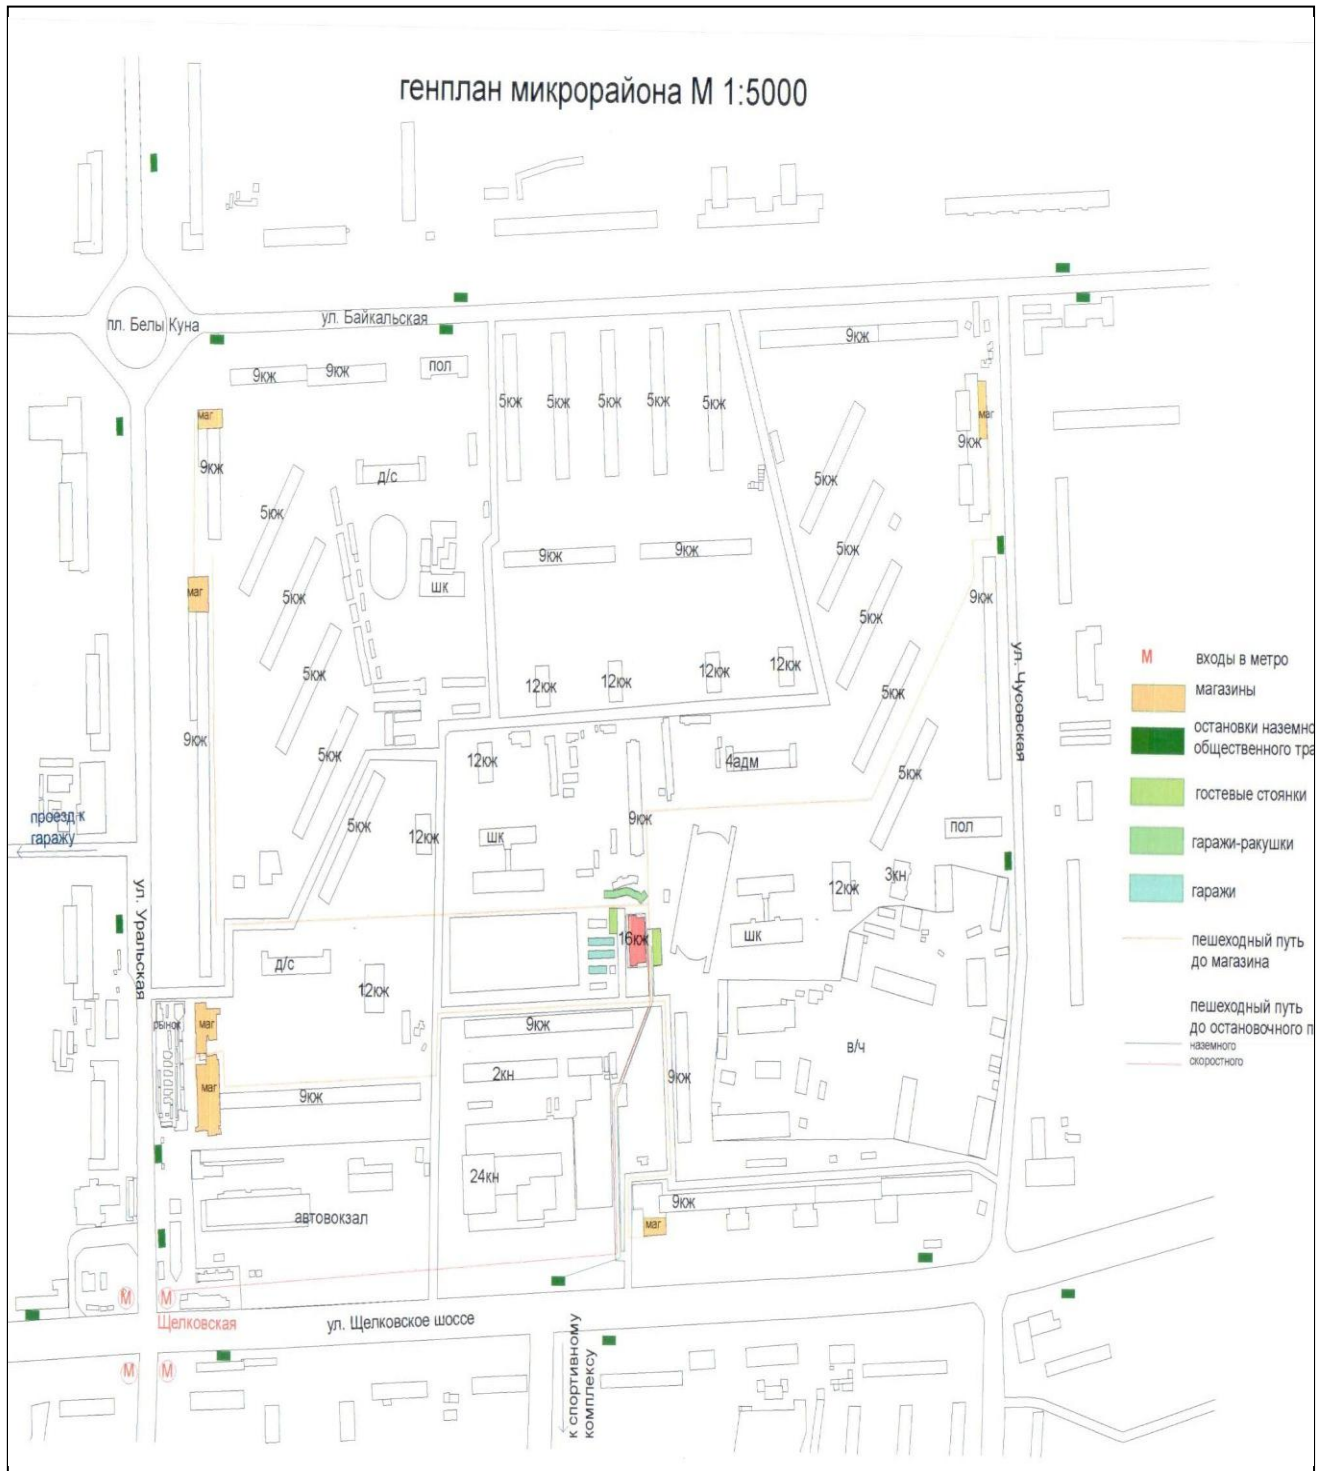 генплан микрорайона М 1:5000
пл. Белы Куна
ул. Байкальская
9кж
9кж
9кж
пол
маг
5кж
5кж
5кж
5кж
5кж
маг
9кж
9кж
д/с
5кж
5кж
9кж
9кж
5кж
маг
шк
5кж
5кж
9кж
5кж
ул. Чусовская
12кж
12кж
12кж
12кж
5кж
5кж
9кж
5кж
12кж
4адм
5кж
проезд к
гаражу
5кж
12кж
шк
9кж
пол
ул. Уральская
12кж
3кн
16кж
шк
д/с
12кж
рынок
маг
9кж
в/ч
маг
9кж
2кн
9кж
24кн
9кж
автовокзал
маг
М
М
Щелковская
ул. Щелковское шоссе
М
М
к спортивному
комплексу
М
входы в метро
магазины
остановки наземно
общественного тра
гостевые стоянки
гаражи-ракушки
гаражи
пешеходный путь
до магазина
пешеходный путь
до остановочного п
наземного
скоростного